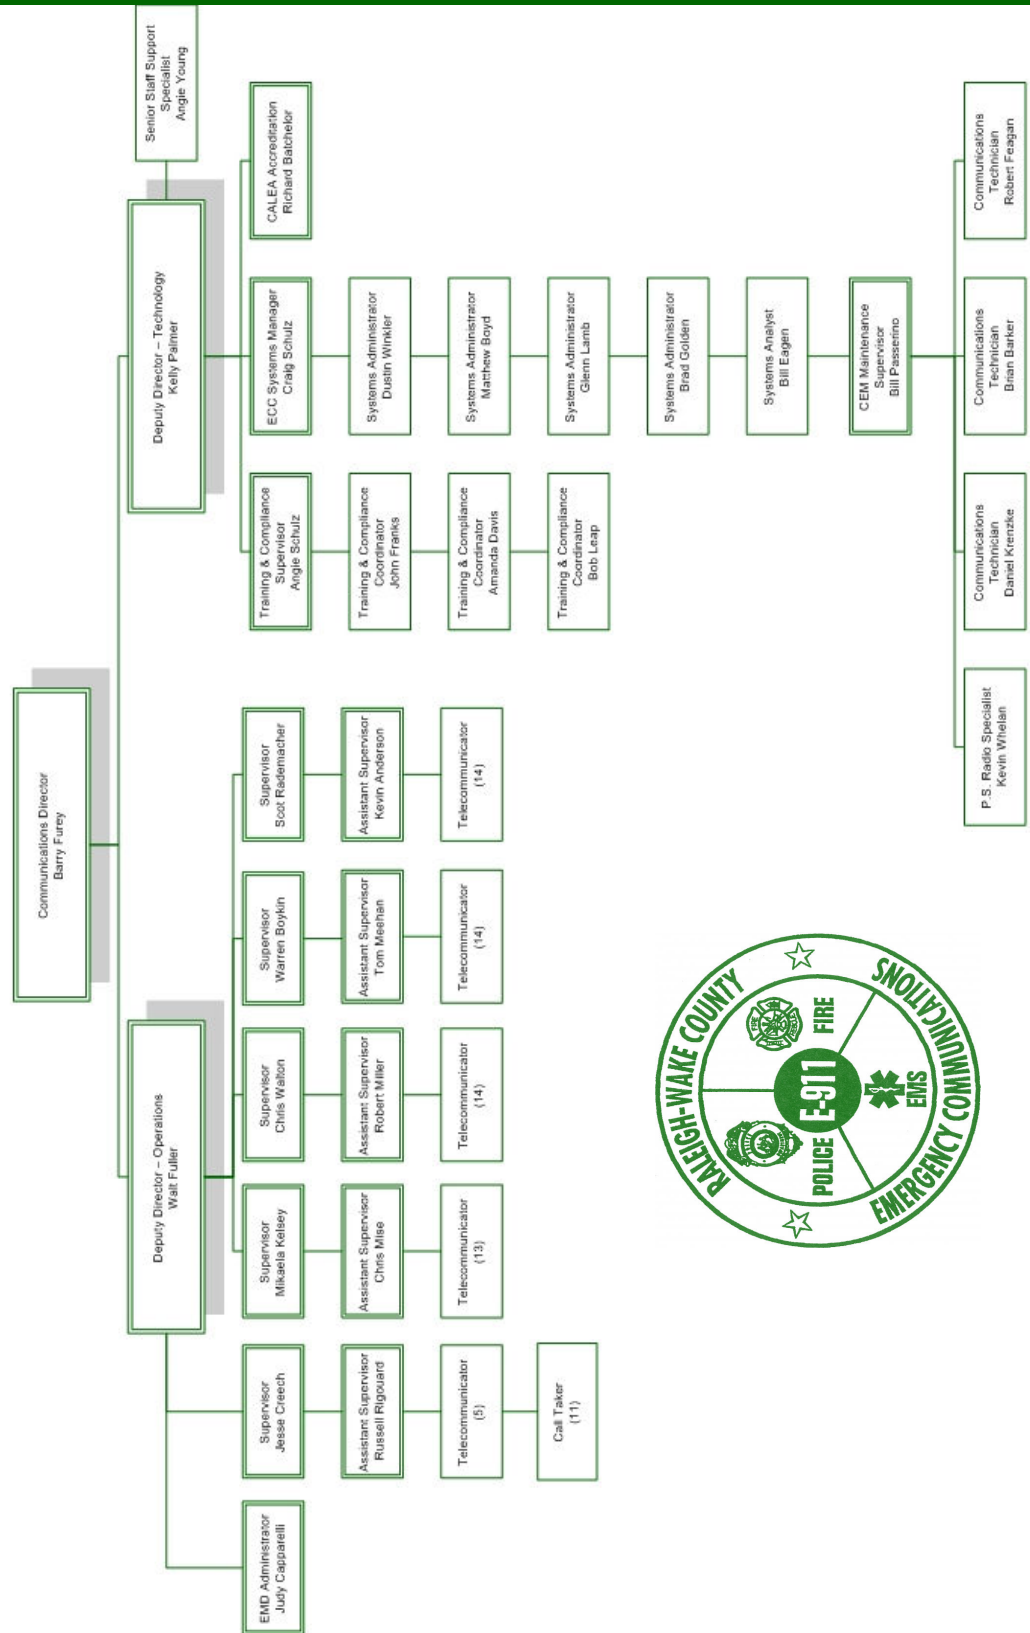 Communications Director
Barry Furey
Deputy Director – Operations
Walt Fuller
Deputy Director – Technology
Kelly Palmer
Senior Staff Support
Specialist
Angie Young
EMD Administrator
Judy Capparelli
Supervisor
Jesse Creech
Assistant Supervisor
Russell Rigouard
Telecommunicator
(5)
Call Taker
(11)
Supervisor
Mikaela Kelsey
Assistant Supervisor
Chris Mise
Telecommunicator
(13)
Supervisor
Chris Walton
Assistant Supervisor
Robert Miller
Telecommunicator
(14)
Supervisor
Warren Boykin
Assistant Supervisor
Tom Meehan
Telecommunicator
(14)
Supervisor
Scot Rademacher
Assistant Supervisor
Kevin Anderson
Telecommunicator
(14)
Training & Compliance
Supervisor
Angie Schulz
Training & Compliance
Coordinator
John Franks
Training & Compliance
Coordinator
Amanda Davis
Training & Compliance
Coordinator
Bob Leap
ECC Systems Manager
Craig Schulz
Systems Administrator
Dustin Winkler
Systems Administrator
Matthew Boyd
Systems Administrator
Glenn Lamb
Systems Administrator
Brad Golden
Systems Analyst
Bill Eagen
CEM Maintenance
Supervisor
Bill Passerino
CALEA Accreditation
Richard Batchelor
P.S. Radio Specialist
Kevin Whelan
Communications
Technician
Daniel Krenzke
Communications
Technician
Brian Barker
Communications
Technician
Robert Feagan
RALEIGH-WAKE COUNTY
POLICE
E-911
FIRE
EMS
EMERGENCY COMMUNICATIONS